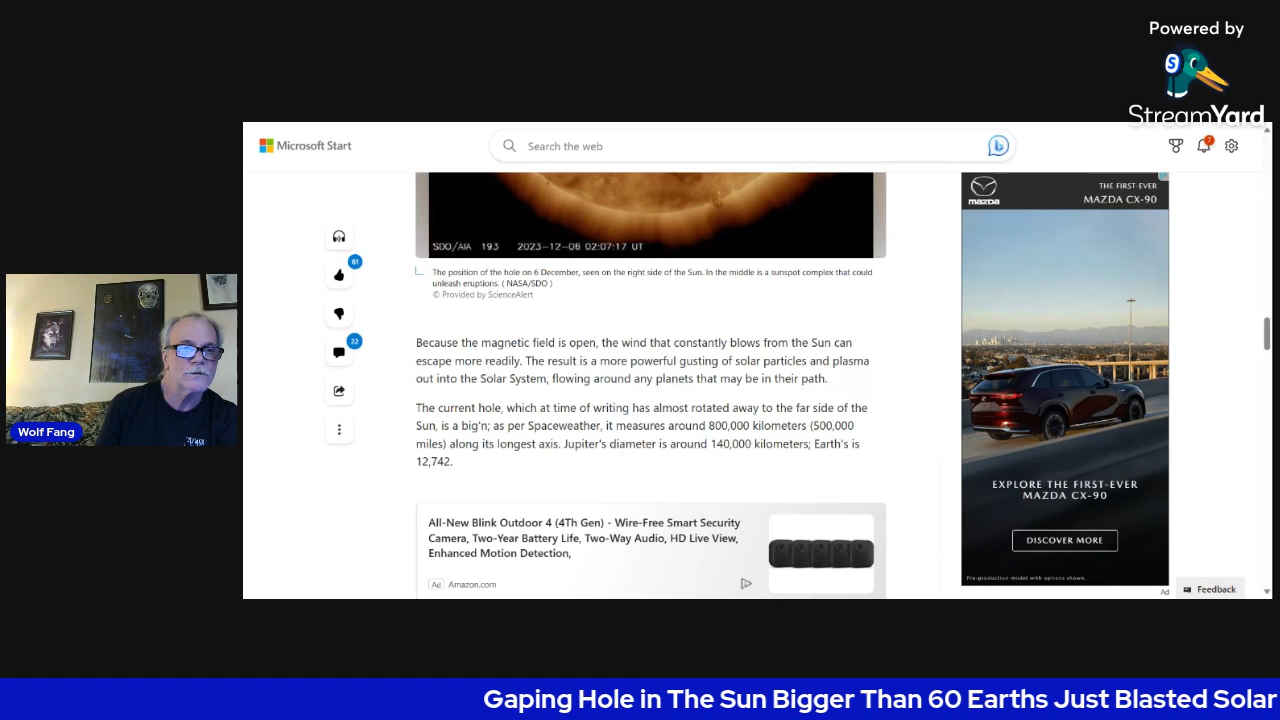 Powered by
StreamYard
Microsoft Start
Search the web
7
SDO/AIA 193 2023-12-06 02:07:17 UT
The position of the hole on 6 December, seen on the right side of the Sun. In the middle is a sunspot complex that could
unleash eruptions. ( NASA/SDO )
© Provided by ScienceAlert
61
22
Because the magnetic field is open, the wind that constantly blows from the Sun can
escape more readily. The result is a more powerful gusting of solar particles and plasma
out into the Solar System, flowing around any planets that may be in their path.
The current hole, which at time of writing has almost rotated away to the far side of the
Sun, is a big'n; as per Spaceweather, it measures around 800,000 kilometers (500,000
miles) along its longest axis. Jupiter's diameter is around 140,000 kilometers; Earth's is
12,742.
All-New Blink Outdoor 4 (4Th Gen) - Wire-Free Smart Security
Camera, Two-Year Battery Life, Two-Way Audio, HD Live View,
Enhanced Motion Detection,
Ad Amazon.com
mazda
THE FIRST-EVER
MAZDA CX-90
EXPLORE THE FIRST-EVER
MAZDA CX-90
DISCOVER MORE
Pre-production model with options shown.
Ad
Feedback
Wolf Fang
Gaping Hole in The Sun Bigger Than 60 Earths Just Blasted Solar